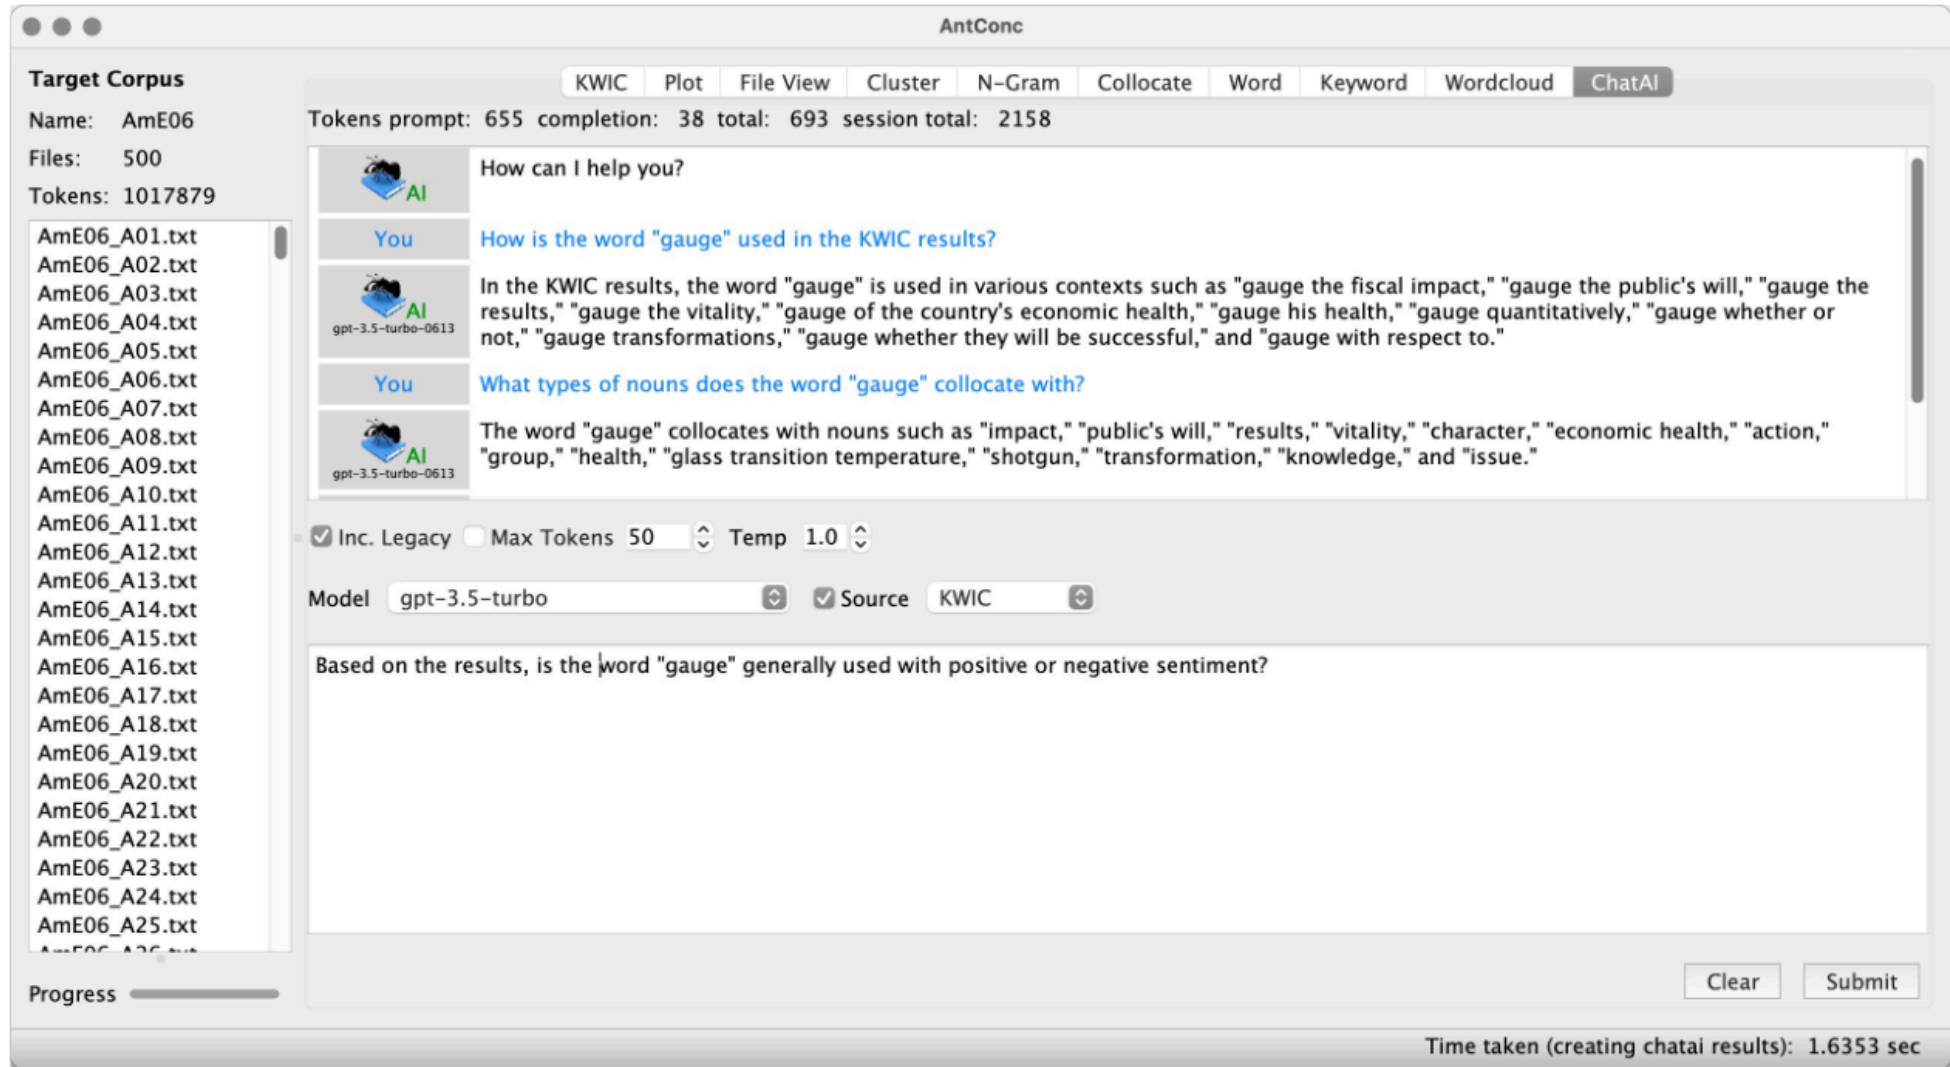 AntConc
Target Corpus
Name: AmE06
Files: 500
Tokens: 1017879
AmE06_A01.txt
AmE06_A02.txt
AmE06_A03.txt
AmE06_A04.txt
AmE06_A05.txt
AmE06_A06.txt
AmE06_A07.txt
AmE06_A08.txt
AmE06_A09.txt
AmE06_A10.txt
AmE06_A11.txt
AmE06_A12.txt
AmE06_A13.txt
AmE06_A14.txt
AmE06_A15.txt
AmE06_A16.txt
AmE06_A17.txt
AmE06_A18.txt
AmE06_A19.txt
AmE06_A20.txt
AmE06_A21.txt
AmE06_A22.txt
AmE06_A23.txt
AmE06_A24.txt
AmE06_A25.txt
Progress
KWIC Plot File View Cluster N-Gram Collocate Word Keyword Wordcloud ChatAI
Tokens prompt: 655 completion: 38 total: 693 session total: 2158
AI
How can I help you?
You
How is the word "gauge" used in the KWIC results?
AI
gpt-3.5-turbo-0613
In the KWIC results, the word "gauge" is used in various contexts such as "gauge the fiscal impact," "gauge the public's will," "gauge the
results," "gauge the vitality," "gauge of the country's economic health," "gauge his health," "gauge quantitatively," "gauge whether or
not," "gauge transformations," "gauge whether they will be successful," and "gauge with respect to."
You
What types of nouns does the word "gauge" collocate with?
AI
gpt-3.5-turbo-0613
The word "gauge" collocates with nouns such as "impact," "public's will," "results," "vitality," "character," "economic health," "action,"
"group," "health," "glass transition temperature," "shotgun," "transformation," "knowledge," and "issue."
Inc. Legacy Max Tokens 50 Temp 1.0
Model gpt-3.5-turbo Source KWIC
Based on the results, is the word "gauge" generally used with positive or negative sentiment?
Clear Submit
Time taken (creating chatai results): 1.6353 sec